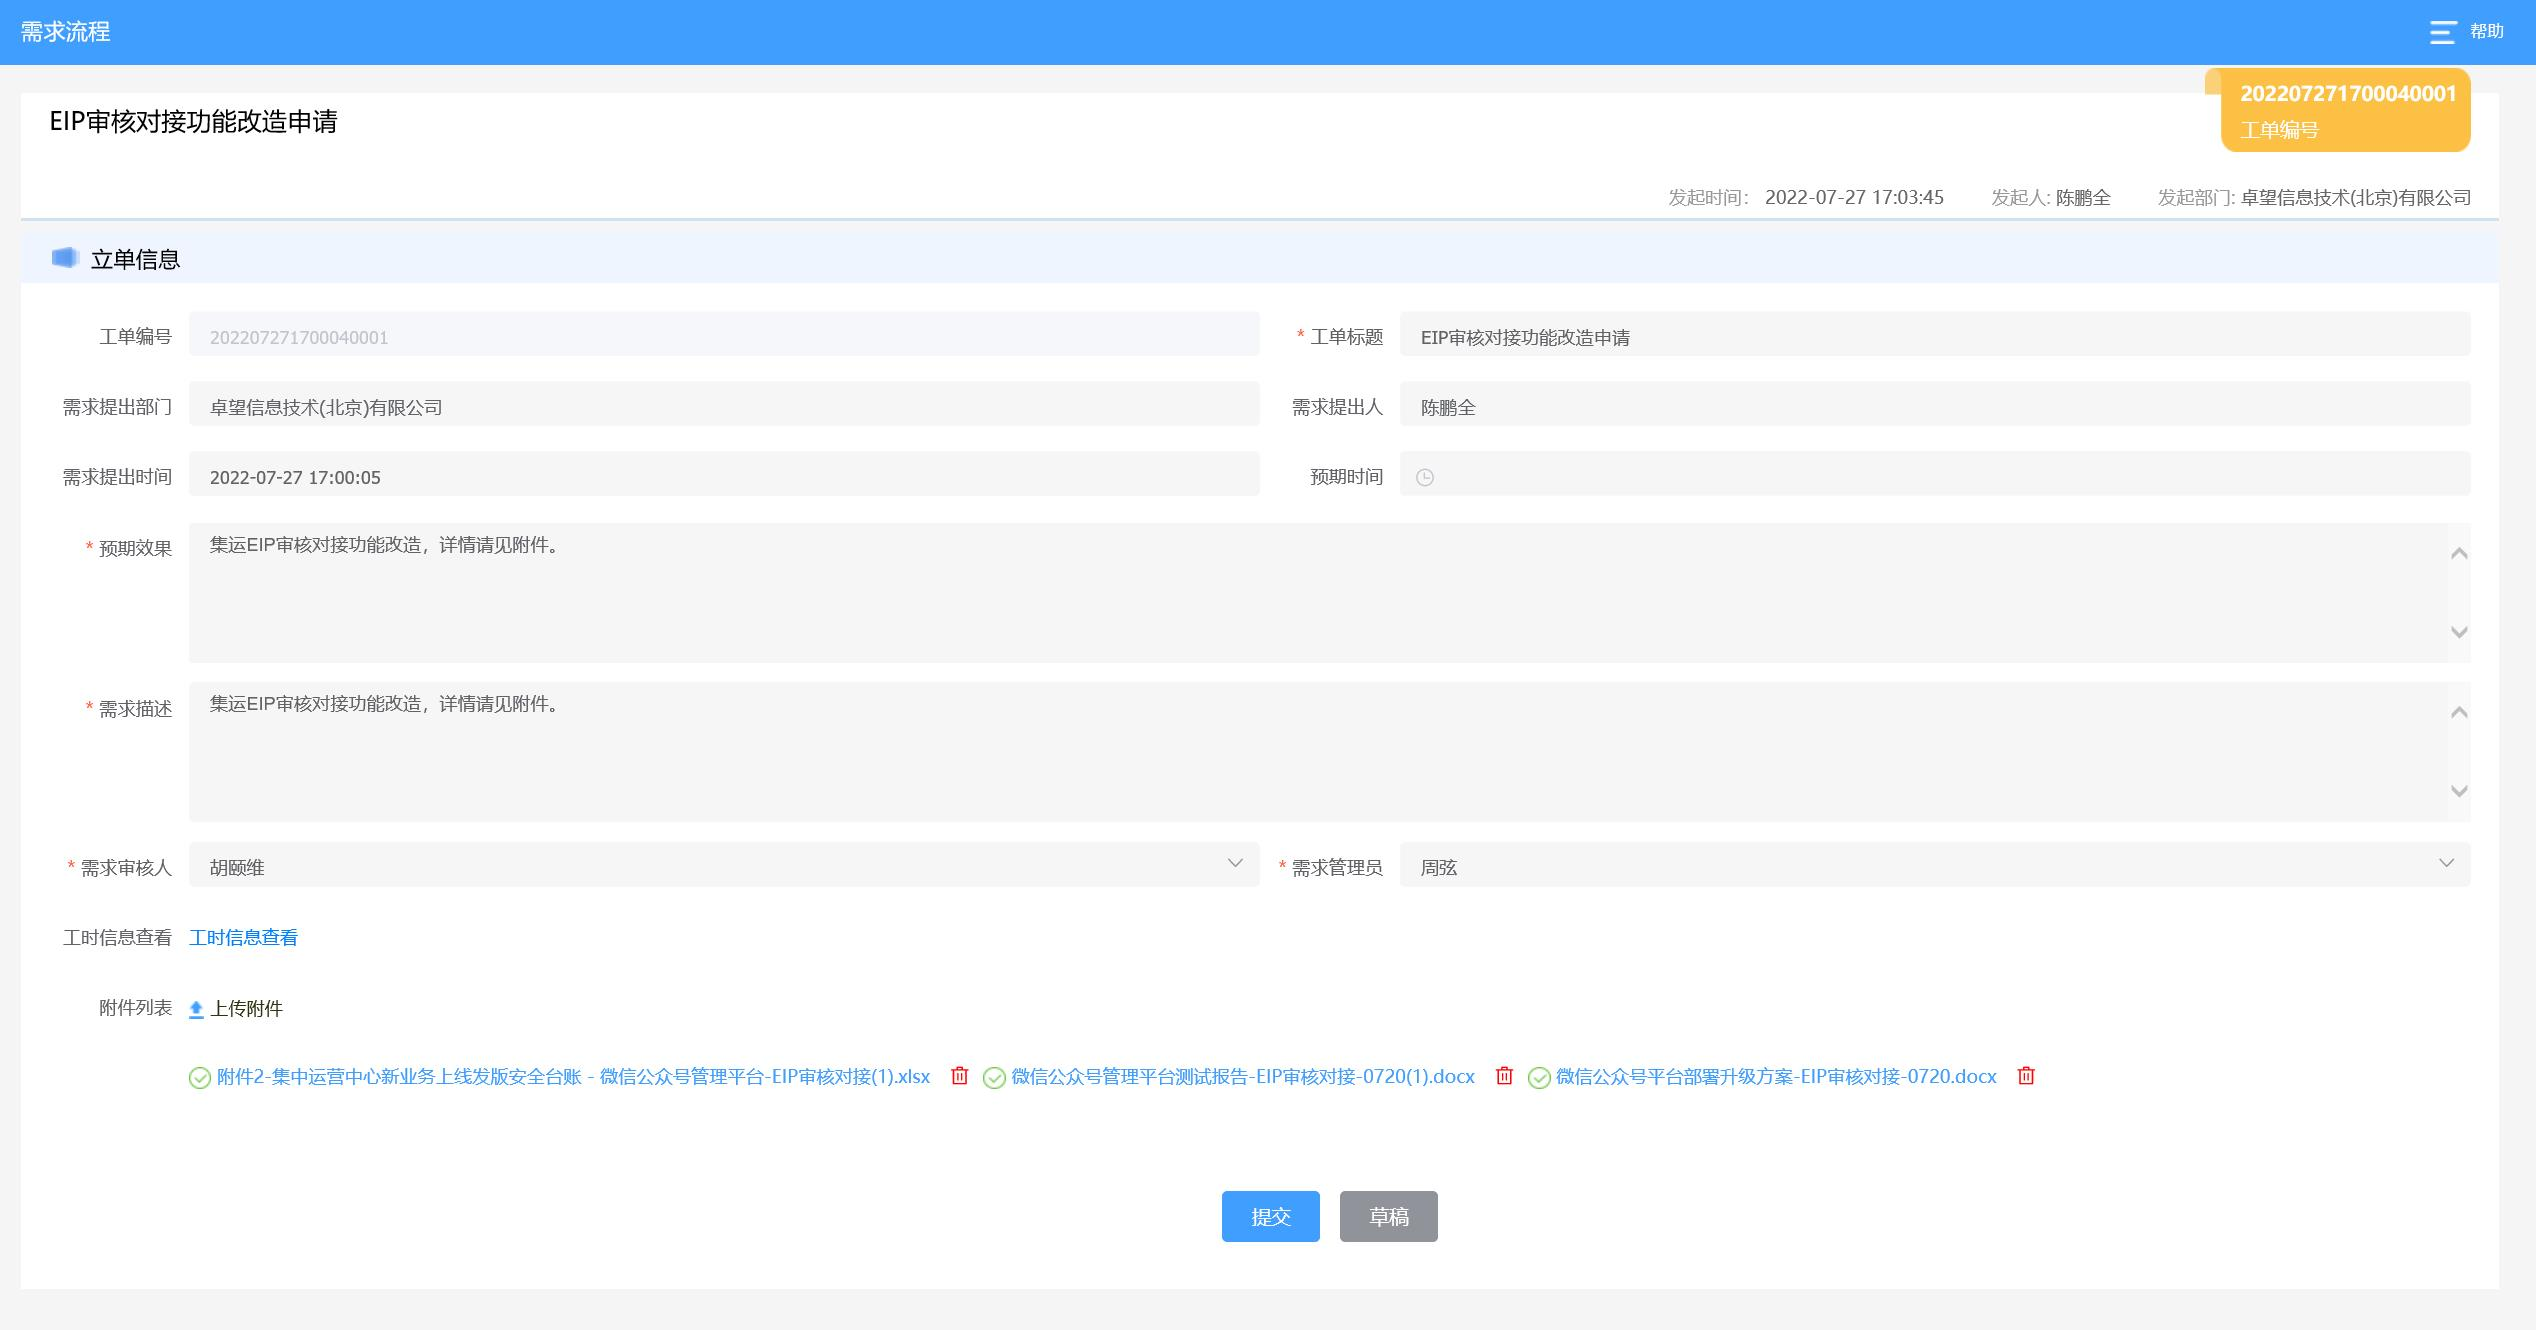 需求流程
帮助
202207271700040001
工单编号
EIP审核对接功能改造申请
发起时间： 2022-07-27 17:03:45 发起人: 陈鹏全 发起部门: 卓望信息技术(北京)有限公司
立单信息
工单编号 202207271700040001 * 工单标题 EIP审核对接功能改造申请
需求提出部门 卓望信息技术(北京)有限公司 需求提出人 陈鹏全
需求提出时间 2022-07-27 17:00:05 预期时间
* 预期效果 集运EIP审核对接功能改造，详情请见附件。
* 需求描述 集运EIP审核对接功能改造，详情请见附件。
* 需求审核人 胡颐维 * 需求管理员 周弦
工时信息查看 工时信息查看
附件列表 上传附件
附件2-集中运营中心新业务上线发版安全台账 - 微信公众号管理平台-EIP审核对接(1).xlsx 微信公众号管理平台测试报告-EIP审核对接-0720(1).docx 微信公众号平台部署升级方案-EIP审核对接-0720.docx
提交 草稿